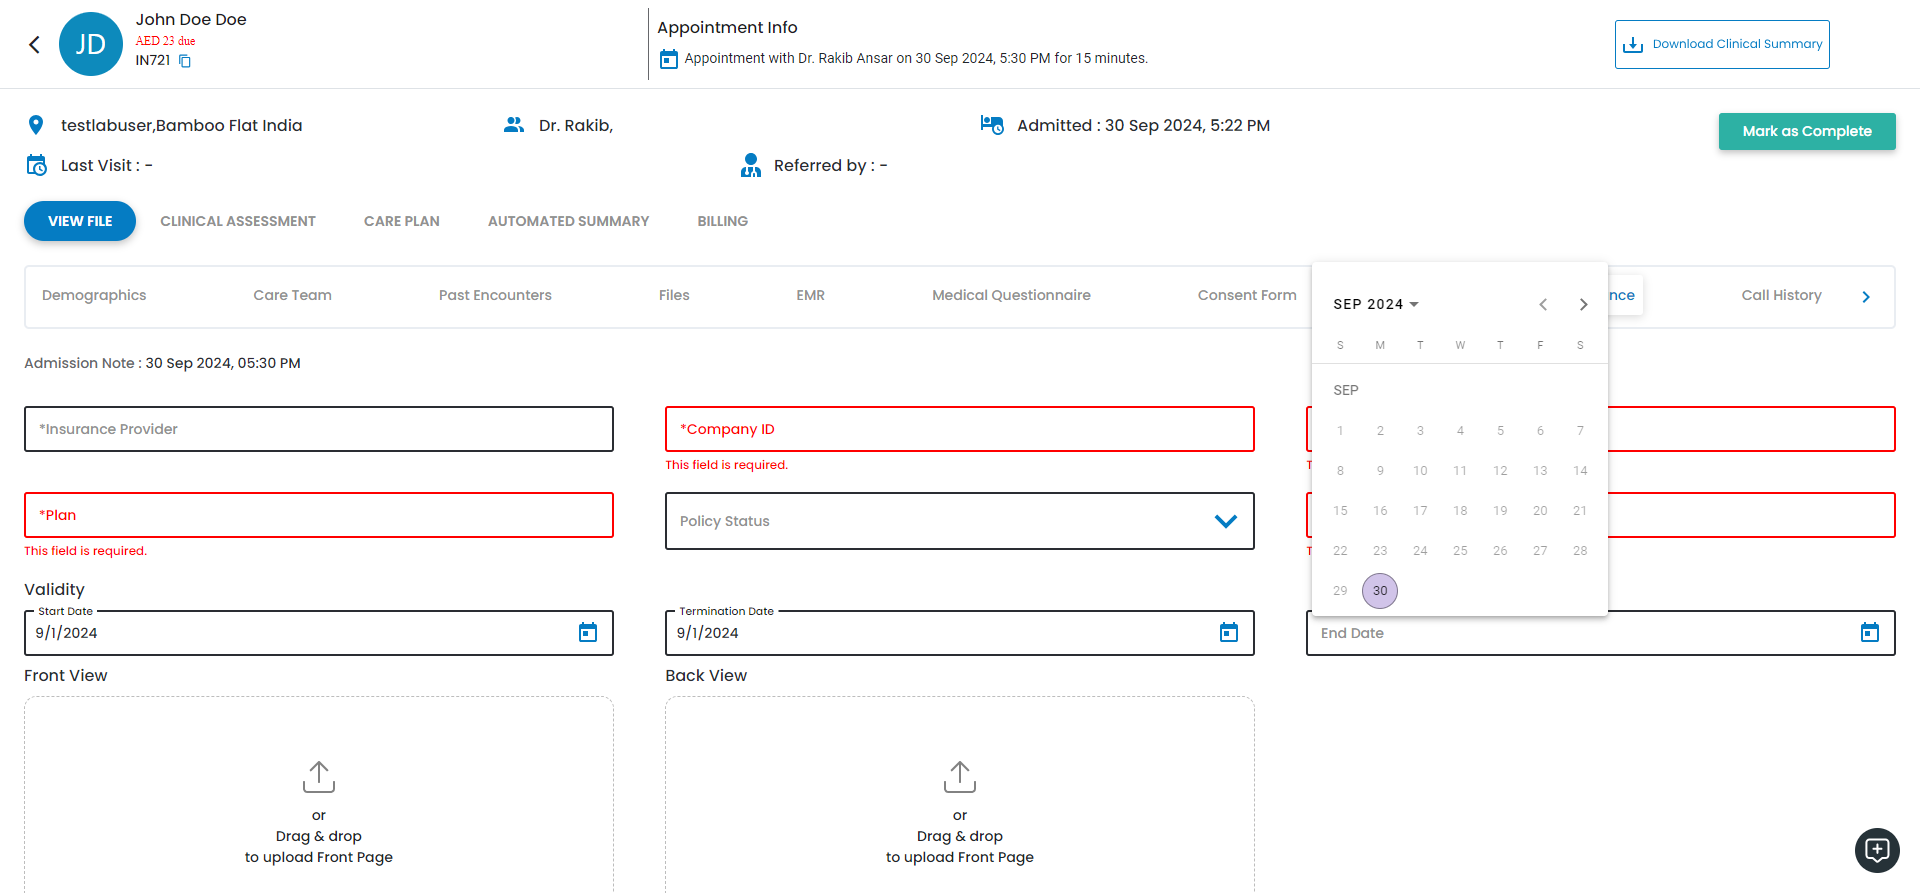 JD
John Doe Doe
AED 23 due
IN721
Appointment Info
Appointment with Dr. Rakib Ansar on 30 Sep 2024, 5:30 PM for 15 minutes.
Download Clinical Summary
testlabuser,Bamboo Flat India
Dr. Rakib,
Admitted : 30 Sep 2024, 5:22 PM
Mark as Complete
Last Visit : -
Referred by : -
VIEW FILE
CLINICAL ASSESSMENT
CARE PLAN
AUTOMATED SUMMARY
BILLING
Demographics
Care Team
Past Encounters
Files
EMR
Medical Questionnaire
Consent Form
nce
Call History
Admission Note : 30 Sep 2024, 05:30 PM
*Insurance Provider
*Company ID
This field is required.
*Plan
This field is required.
Policy Status
SEP 2024
S M T W T F S
SEP
1 2 3 4 5 6 7
8 9 10 11 12 13 14
15 16 17 18 19 20 21
22 23 24 25 26 27 28
29 30
Validity
Start Date
9/1/2024
Termination Date
9/1/2024
End Date
Front View
Back View
or
Drag & drop
to upload Front Page
or
Drag & drop
to upload Front Page